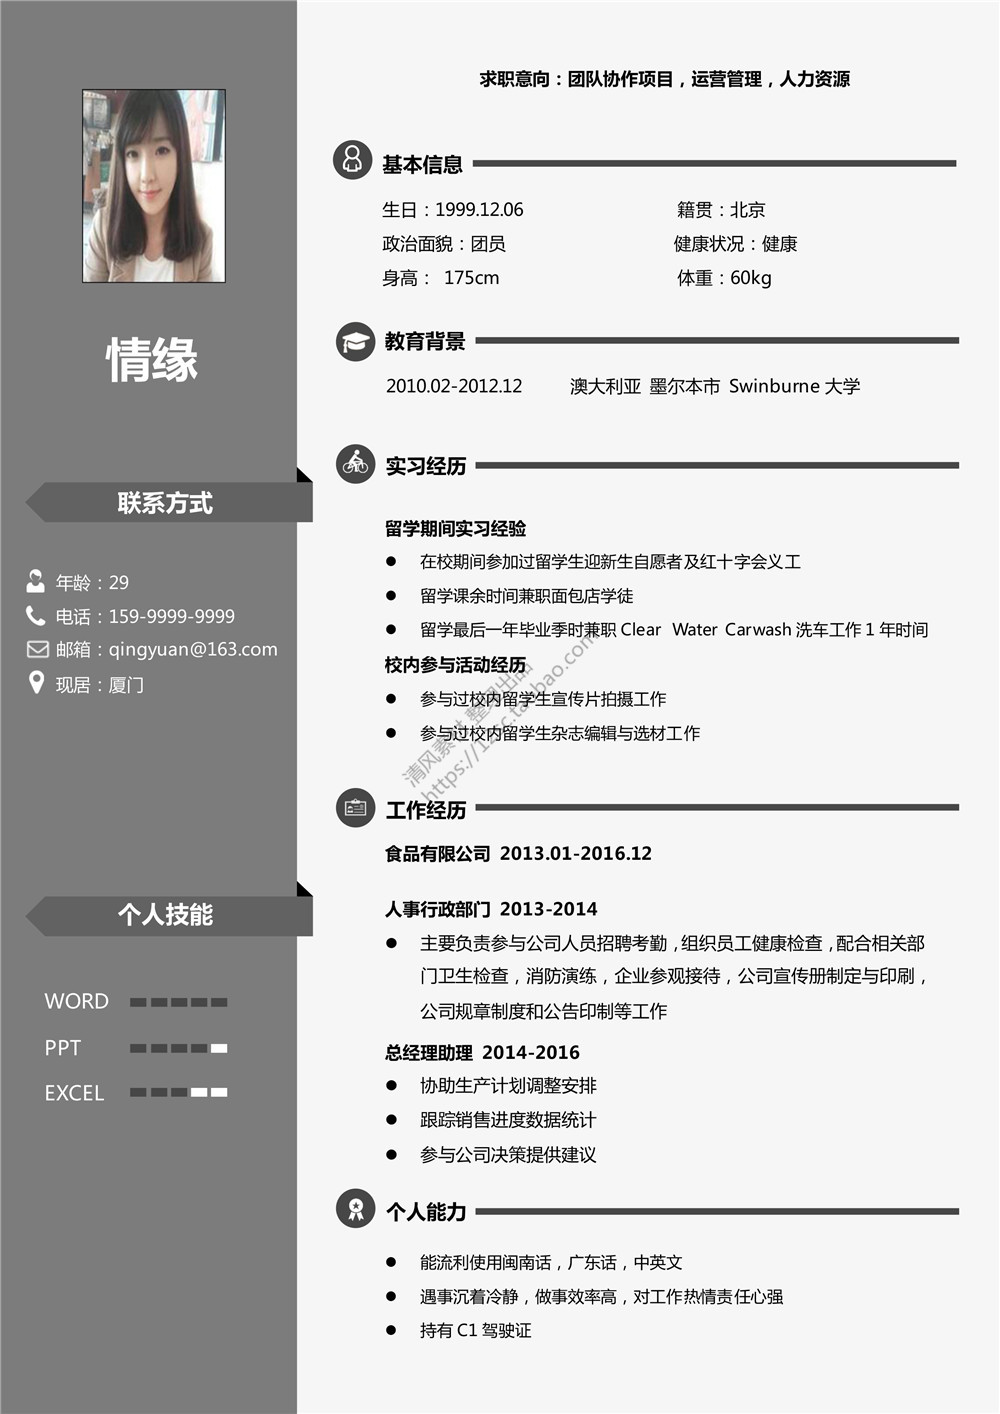 求职意向：团队协作项目，运营管理，人力资源
情缘
联系方式
年龄：29
电话：159-9999-9999
邮箱：qingyuan@163.com
现居：厦门
个人技能
WORD
PPT
EXCEL
基本信息
生日：1999.12.06 籍贯：北京
政治面貌：团员 健康状况：健康
身高： 175cm 体重：60kg
教育背景
2010.02-2012.12 澳大利亚 墨尔本市 Swinburne 大学
实习经历
留学期间实习经验
● 在校期间参加过留学生迎新生自愿者及红十字会义工
● 留学课余时间兼职面包店学徒
● 留学最后一年毕业季时兼职 Clear Water Carwash 洗车工作 1 年时间
校内参与活动经历
● 参与过校内留学生宣传片拍摄工作
● 参与过校内留学生杂志编辑与选材工作
清风素材 整理出品
工作经历
食品有限公司 2013.01-2016.12
人事行政部门 2013-2014
● 主要负责参与公司人员招聘考勤，组织员工健康检查，配合相关部
门卫生检查，消防演练，企业参观接待，公司宣传册制定与印刷，
公司规章制度和公告印制等工作
总经理助理 2014-2016
● 协助生产计划调整安排
● 跟踪销售进度数据统计
● 参与公司决策提供建议
个人能力
● 能流利使用闽南话，广东话，中英文
● 遇事沉着冷静，做事效率高，对工作热情责任心强
● 持有 C1 驾驶证